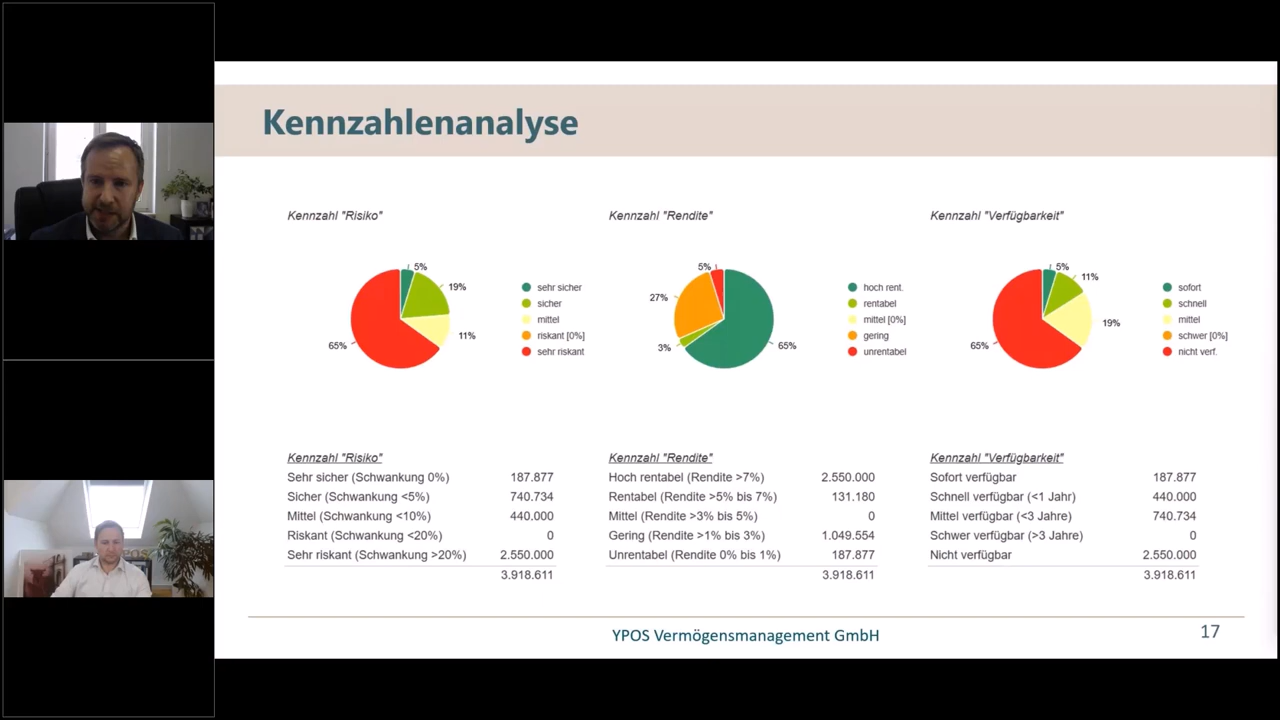 Kennzahlenanalyse
Kennzahl "Risiko"
5%
19%
11%
65%
sehr sicher
sicher
mittel
riskant [0%]
sehr riskant
Kennzahl "Rendite"
5%
27%
3%
65%
hoch rent.
rentabel
mittel [0%]
gering
unrentabel
Kennzahl "Verfügbarkeit"
5%
11%
19%
65%
sofort
schnell
mittel
schwer [0%]
nicht verf.
Kennzahl "Risiko"
Sehr sicher (Schwankung 0%) 187.877
Sicher (Schwankung <5%) 740.734
Mittel (Schwankung <10%) 440.000
Riskant (Schwankung <20%) 0
Sehr riskant (Schwankung >20%) 2.550.000
3.918.611
Kennzahl "Rendite"
Hoch rentabel (Rendite >7%) 2.550.000
Rentabel (Rendite >5% bis 7%) 131.180
Mittel (Rendite >3% bis 5%) 0
Gering (Rendite >1% bis 3%) 1.049.554
Unrentabel (Rendite 0% bis 1%) 187.877
3.918.611
Kennzahl "Verfügbarkeit"
Sofort verfügbar 187.877
Schnell verfügbar (<1 Jahr) 440.000
Mittel verfügbar (<3 Jahre) 740.734
Schwer verfügbar (>3 Jahre) 0
Nicht verfügbar 2.550.000
3.918.611
YPOS Vermögensmanagement GmbH
17